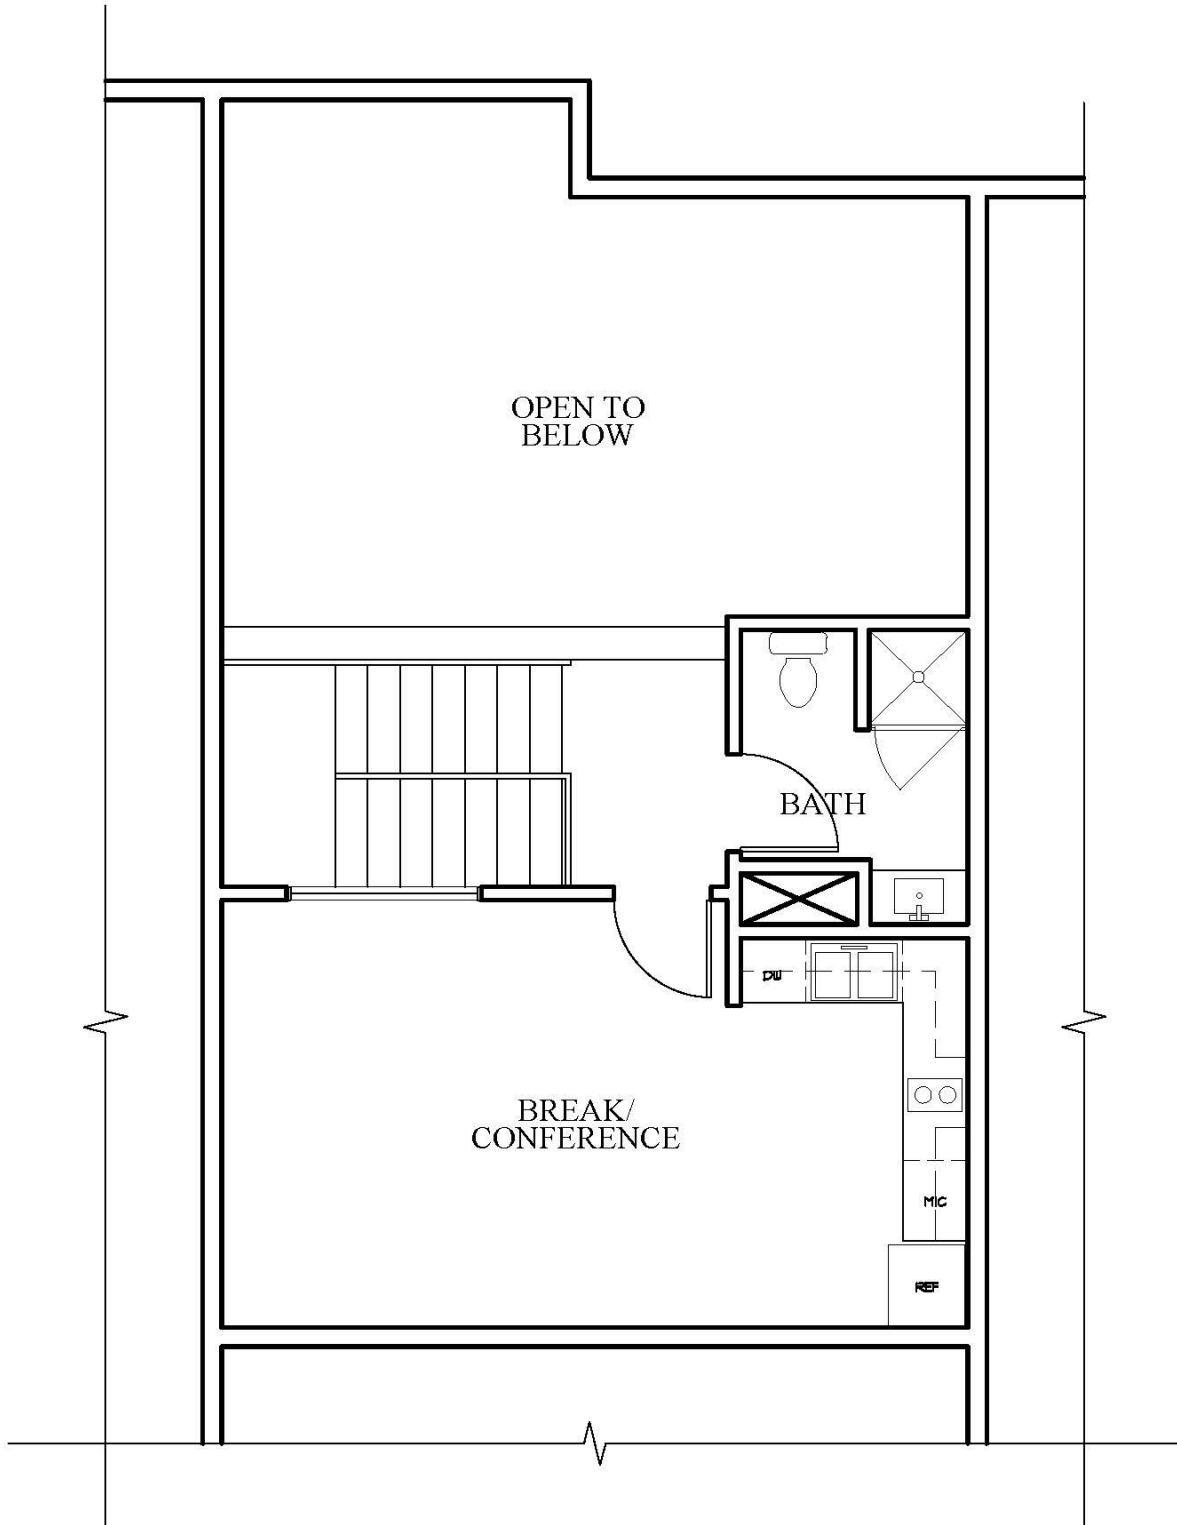 OPEN TO
BELOW
BATH
DW
BREAK/
CONFERENCE
MIC
REF